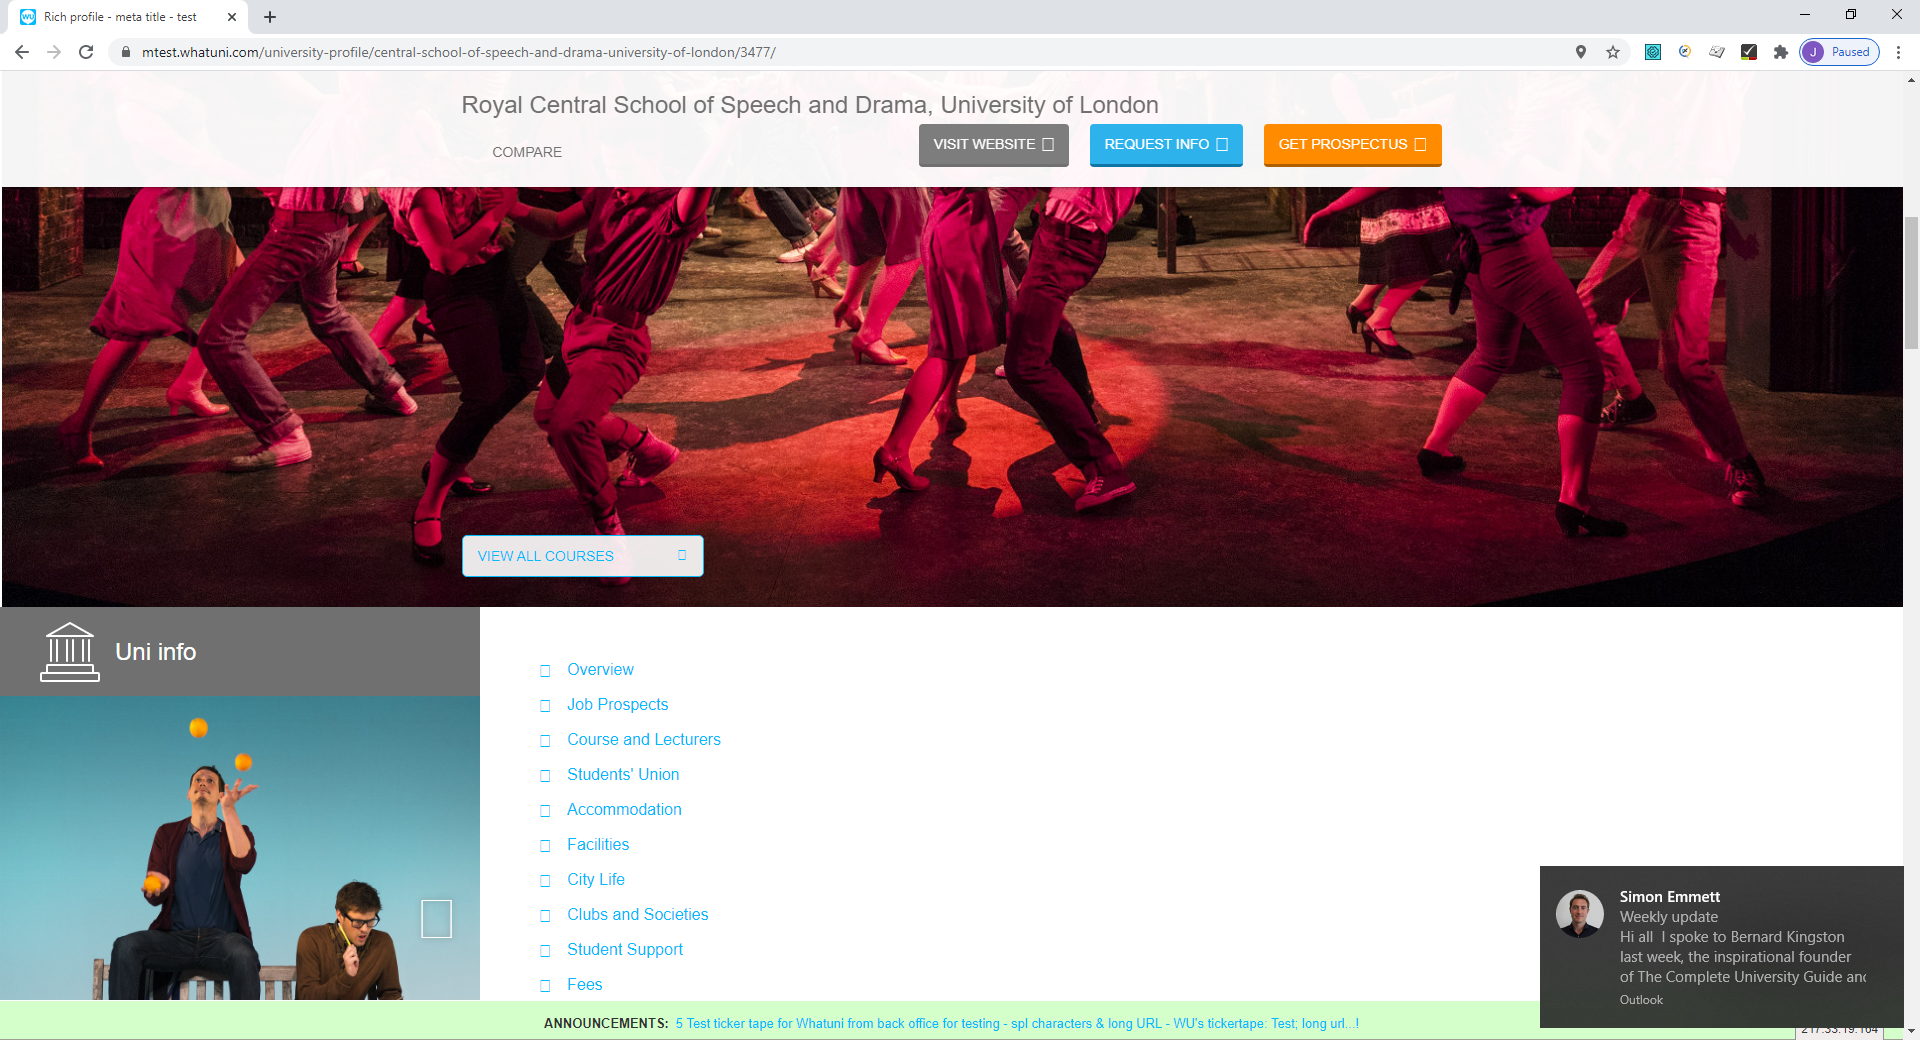 Rich profile - meta title - test
mtest.whatuni.com/university-profile/central-school-of-speech-and-drama-university-of-london/3477/
J Paused
Royal Central School of Speech and Drama, University of London
COMPARE
VISIT WEBSITE
REQUEST INFO
GET PROSPECTUS
VIEW ALL COURSES
Uni info
Overview
Job Prospects
Course and Lecturers
Students' Union
Accommodation
Facilities
City Life
Clubs and Societies
Student Support
Fees
Simon Emmett
Weekly update
Hi all I spoke to Bernard Kingston
last week, the inspirational founder
of The Complete University Guide and
Outlook
ANNOUNCEMENTS: 5 Test ticker tape for Whatuni from back office for testing - spl characters & long URL - WU's tickertape: Test; long url...!
217.33.19.164